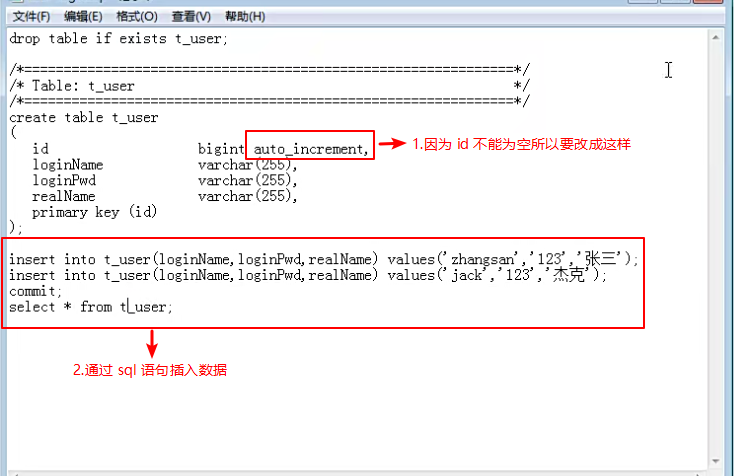 文件(F) 编辑(E) 格式(O) 查看(V) 帮助(H)
drop table if exists t_user;
/*==============================================================*/
/* Table: t_user */
/*==============================================================*/
create table t_user
(
id bigint auto_increment,
1.因为 id 不能为空所以要改成这样
loginName varchar(255),
loginPwd varchar(255),
realName varchar(255),
primary key (id)
);
insert into t_user(loginName,loginPwd,realName) values('zhangsan','123','张三');
insert into t_user(loginName,loginPwd,realName) values('jack','123','杰克');
commit;
select * from t_user;
2.通过 sql 语句插入数据